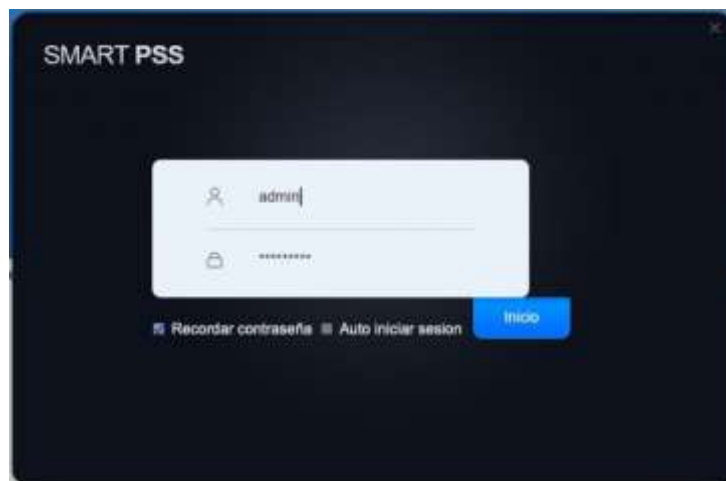 SMART PSS
admin
*********
Recordar contraseña Auto iniciar sesion
Inicio